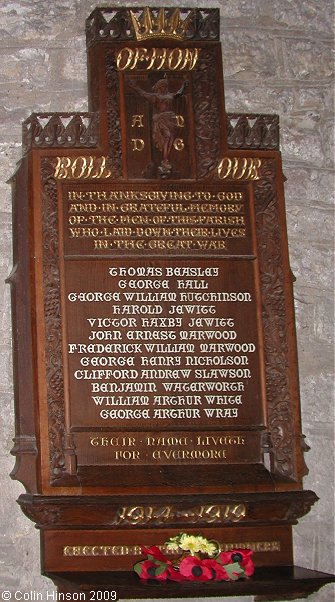 OF·HON
A D
D G
ROLL OUR
IN·THANKSGIVING·TO·GOD
AND·IN·GRATEFUL·MEMORY
OF·THE·MEN·OF·THIS·PARISH
WHO·LAID·DOWN·THEIR·LIVES
IN·THE·GREAT·WAR
THOMAS BEASLEY
GEORGE HALL
GEORGE WILLIAM HUTCHINSON
HAROLD JEWITT
VICTOR HAXBY JEWITT
JOHN ERNEST MARWOOD
FREDERICK WILLIAM MARWOOD
GEORGE HENRY NICHOLSON
CLIFFORD ANDREW SLAWSON
BENJAMIN WATERWORTH
WILLIAM ARTHUR WHITE
GEORGE ARTHUR WRAY
THEIR·NAME·LIVETH
FOR·EVERMORE
1914-1919
ERECTED
© Colin Hinson 2009